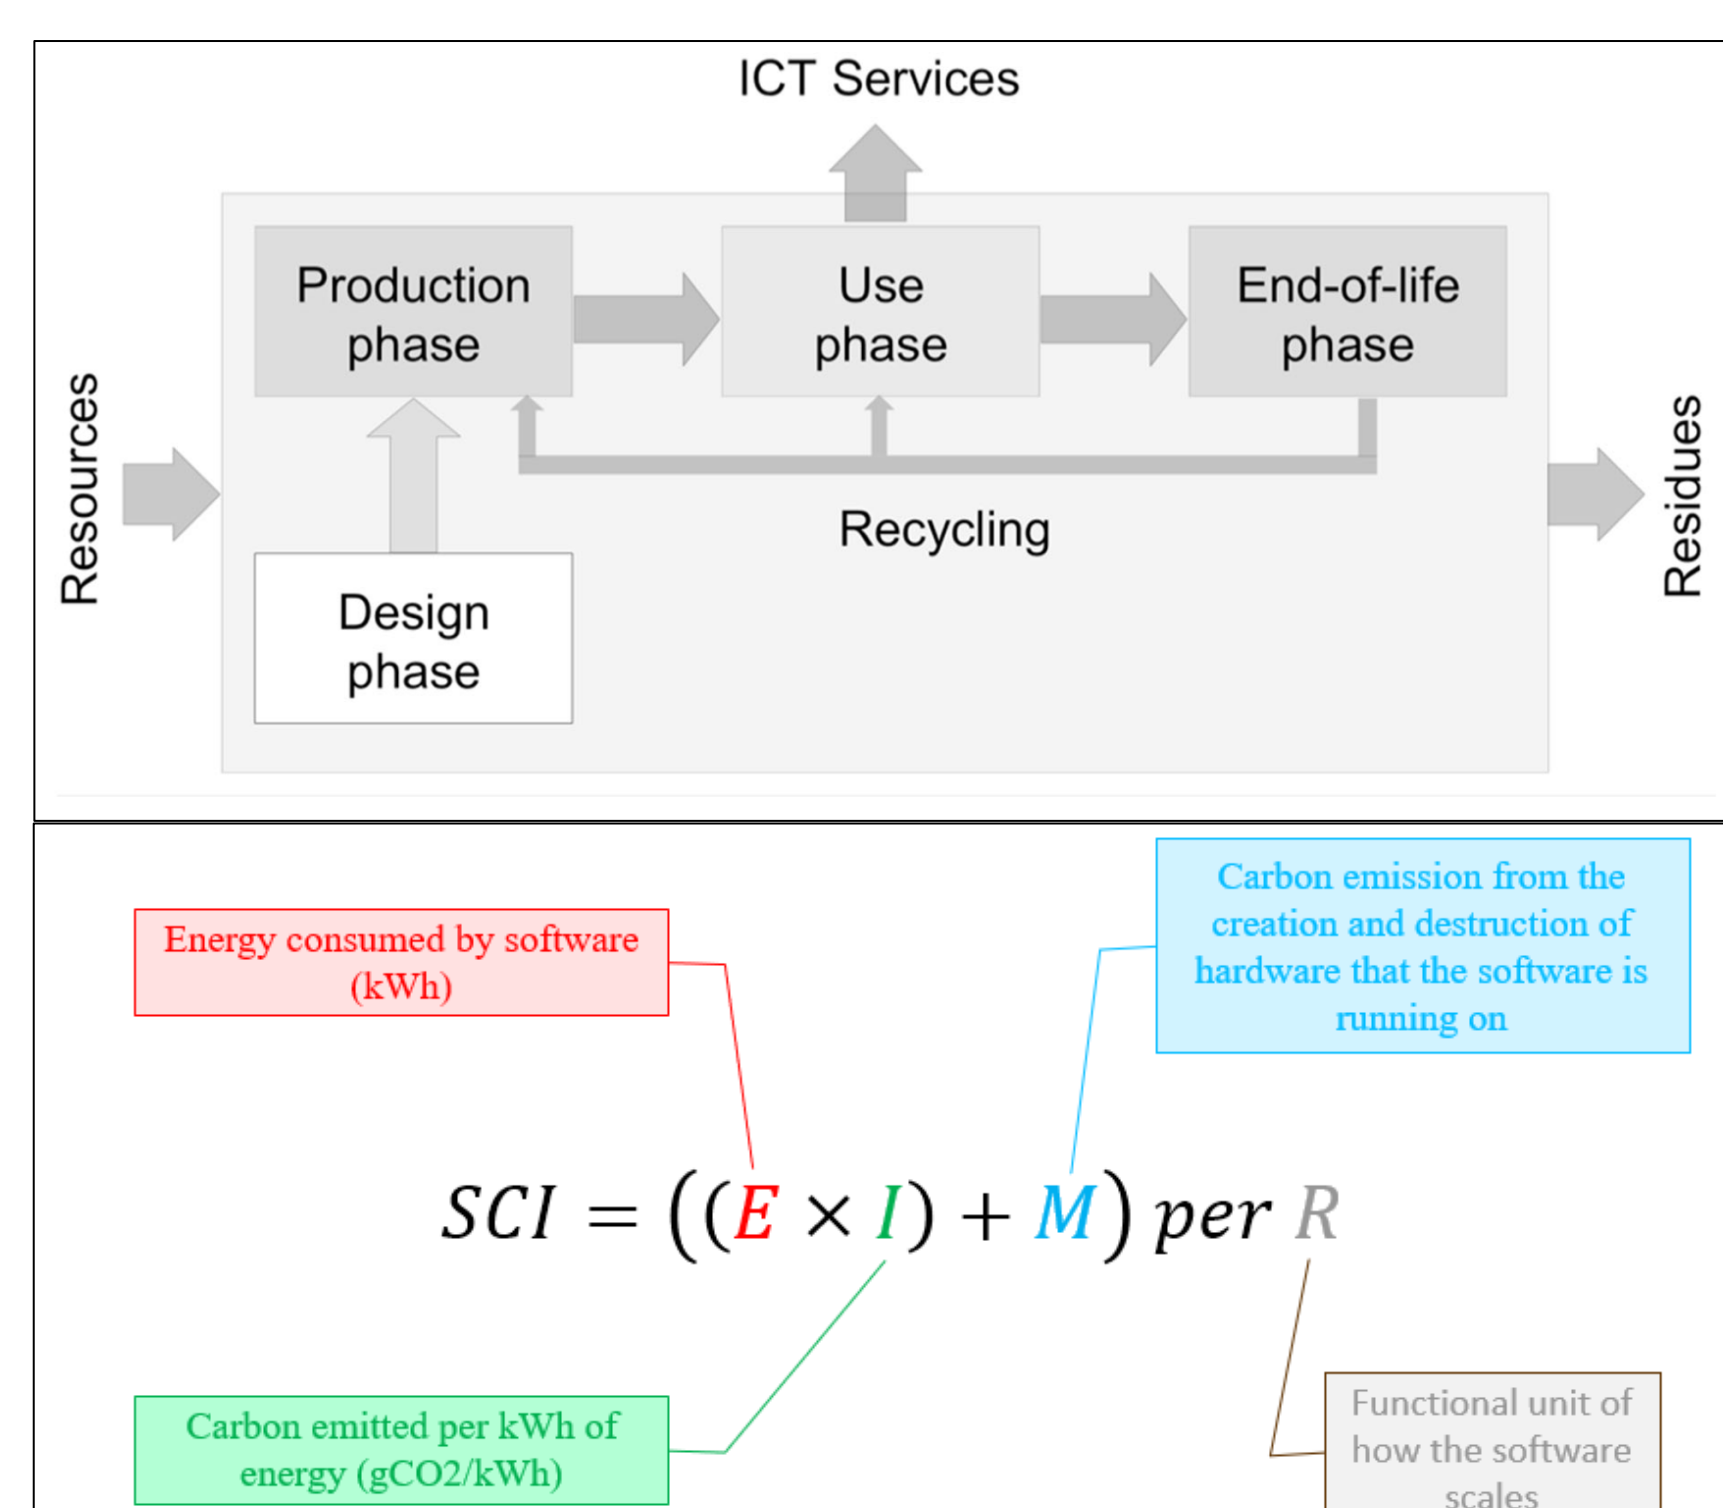 ICT Services
Production
phase
Use
phase
End-of-life
phase
Resources
Residues
Recycling
Design
phase
Carbon emission from the
creation and destruction of
hardware that the software is
running on
Energy consumed by software
(kWh)
SCI = ((E × I) + M) per R
Carbon emitted per kWh of
energy (gCO2/kWh)
Functional unit of
how the software
scales